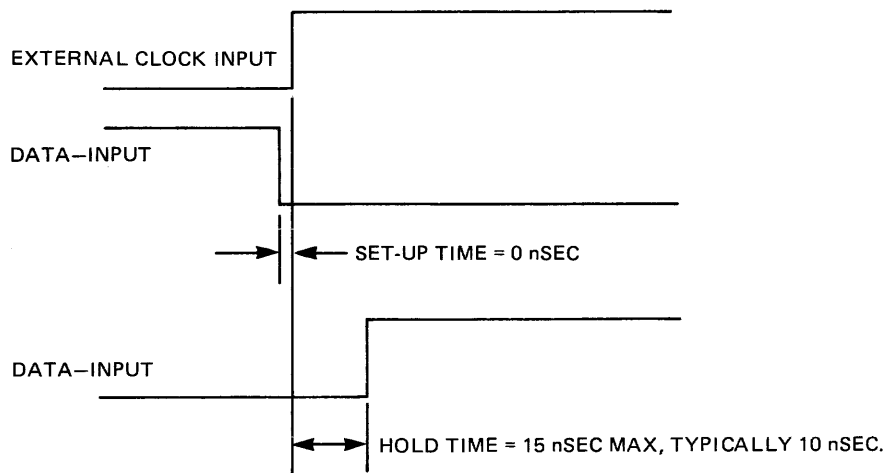 EXTERNAL CLOCK INPUT
DATA–INPUT
SET-UP TIME = 0 nSEC
DATA–INPUT
HOLD TIME = 15 nSEC MAX, TYPICALLY 10 nSEC.